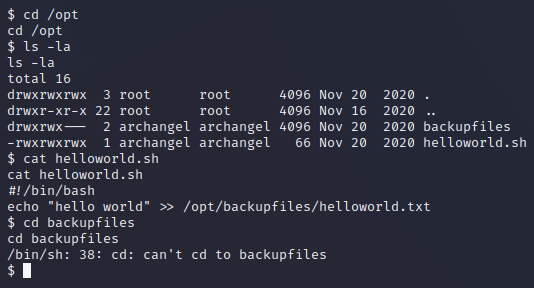 $ cd /opt
cd /opt
$ ls -la
ls -la
total 16
drwxrwxrwx  3 root     root     4096 Nov 20  2020 .
drwxr-xr-x 22 root     root     4096 Nov 16  2020 ..
drwxrwx---  2 archangel archangel 4096 Nov 20  2020 backupfiles
-rwxrwxrwx  1 archangel archangel   66 Nov 20  2020 helloworld.sh
$ cat helloworld.sh
cat helloworld.sh
#!/bin/bash
echo "hello world" >> /opt/backupfiles/helloworld.txt
$ cd backupfiles
cd backupfiles
/bin/sh: 38: cd: can't cd to backupfiles
$